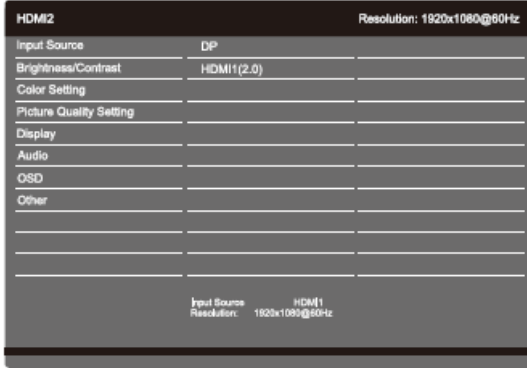 HDMI2 Resolution: 1920x1080@60Hz
Input Source DP
Brightness/Contrast HDMI1(2.0)
Color Setting
Picture Quality Setting
Display
Audio
OSD
Other
Input Source HDMI1
Resolution: 1920x1080@60Hz